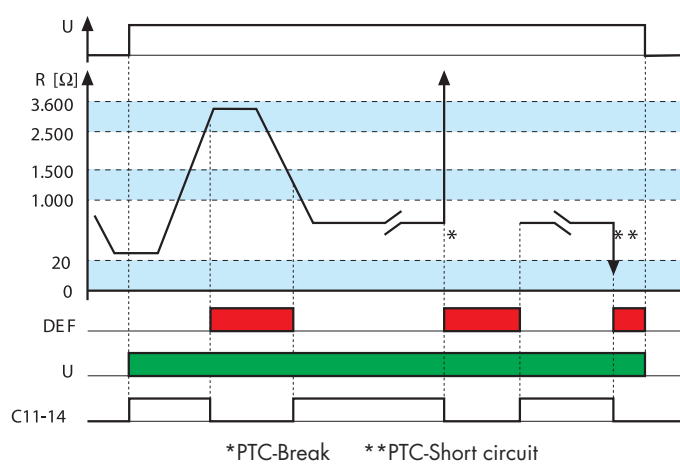 U
R [Ω]
3.600
2.500
1.500
1.000
*
**
20
0
DEF
U
C11-14
*PTC-Break **PTC-Short circuit